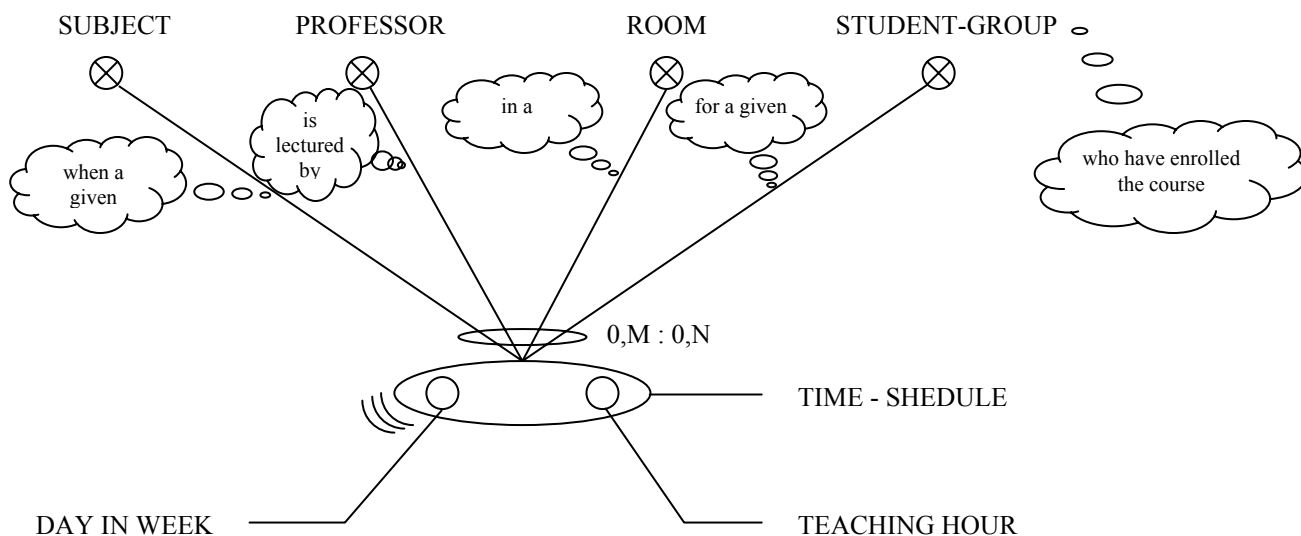 SUBJECT
PROFESSOR
ROOM
STUDENT-GROUP
is
lectured
by
in a
for a given
when a
given
who have enrolled
the course
0,M : 0,N
TIME - SHEDULE
DAY IN WEEK
TEACHING HOUR